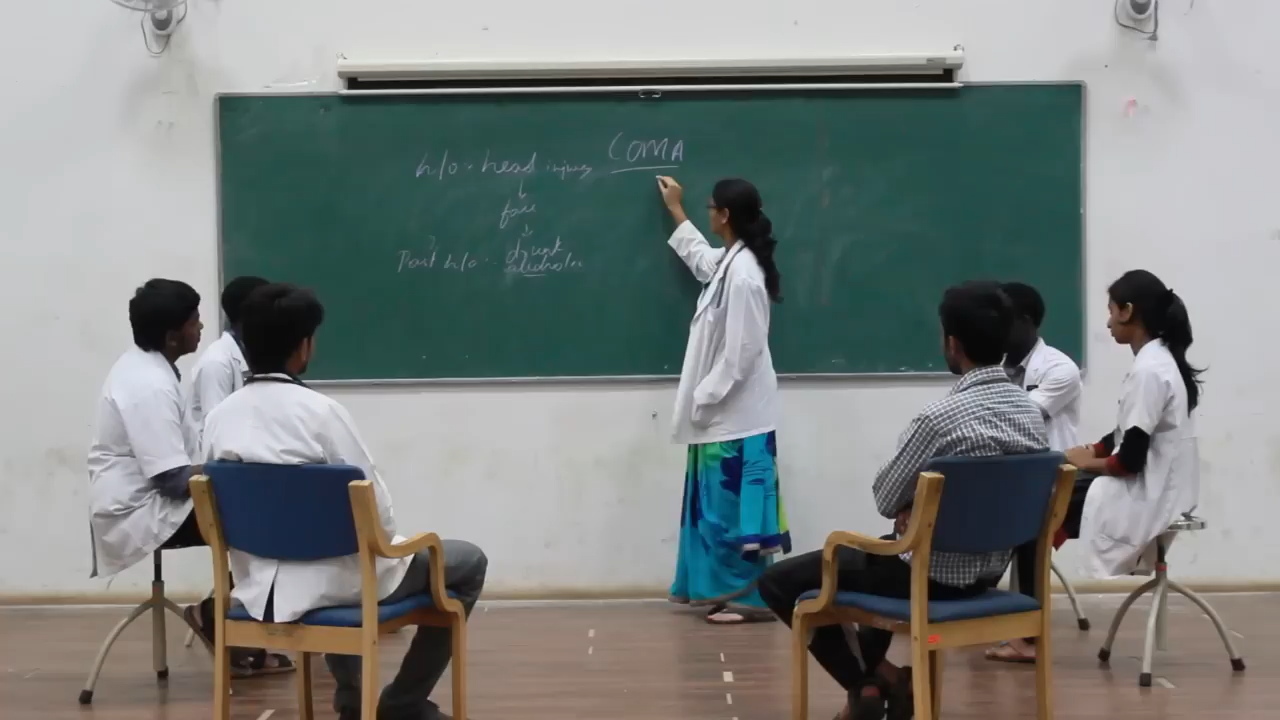 COMA
h/o - head injury
↓
fall
↓
Past h/o - drunk
alcoholic